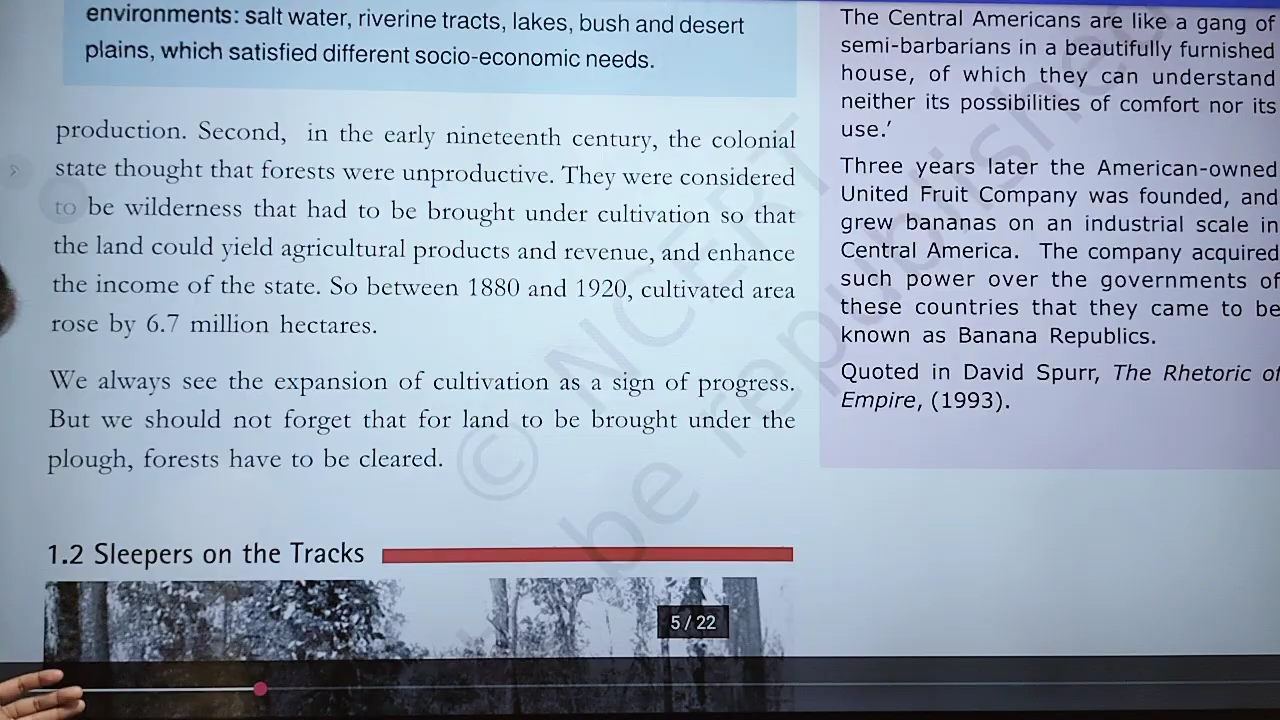 environments: salt water, riverine tracts, lakes, bush and desert
plains, which satisfied different socio-economic needs.
production. Second, in the early nineteenth century, the colonial
state thought that forests were unproductive. They were considered
to be wilderness that had to be brought under cultivation so that
the land could yield agricultural products and revenue, and enhance
the income of the state. So between 1880 and 1920, cultivated area
rose by 6.7 million hectares.
We always see the expansion of cultivation as a sign of progress.
But we should not forget that for land to be brought under the
plough, forests have to be cleared.
1.2 Sleepers on the Tracks
5 / 22
The Central Americans are like a gang of
semi-barbarians in a beautifully furnished
house, of which they can understand
neither its possibilities of comfort nor its
use.’
Three years later the American-owned
United Fruit Company was founded, and
grew bananas on an industrial scale in
Central America. The company acquired
such power over the governments of
these countries that they came to be
known as Banana Republics.
Quoted in David Spurr, The Rhetoric of
Empire, (1993).
© NCERT
be republished